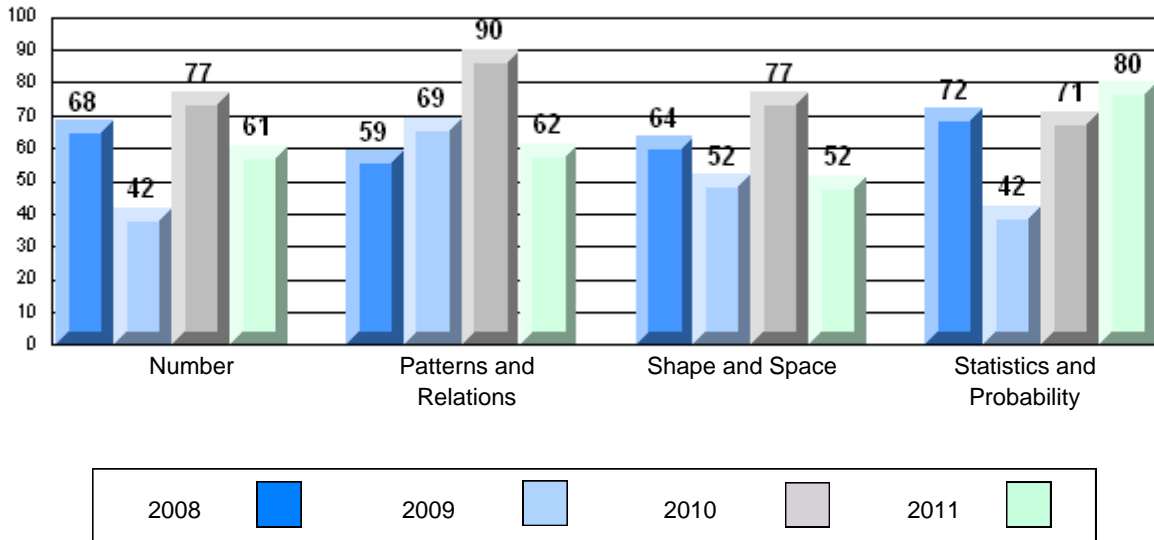 100
90
80
70
60
50
40
30
20
10
0
68 42 77 61 59 69 90 62 64 52 77 52 72 42 71 80
Number Patterns and Shape and Space Statistics and
Relations Probability
2008 2009 2010 2011